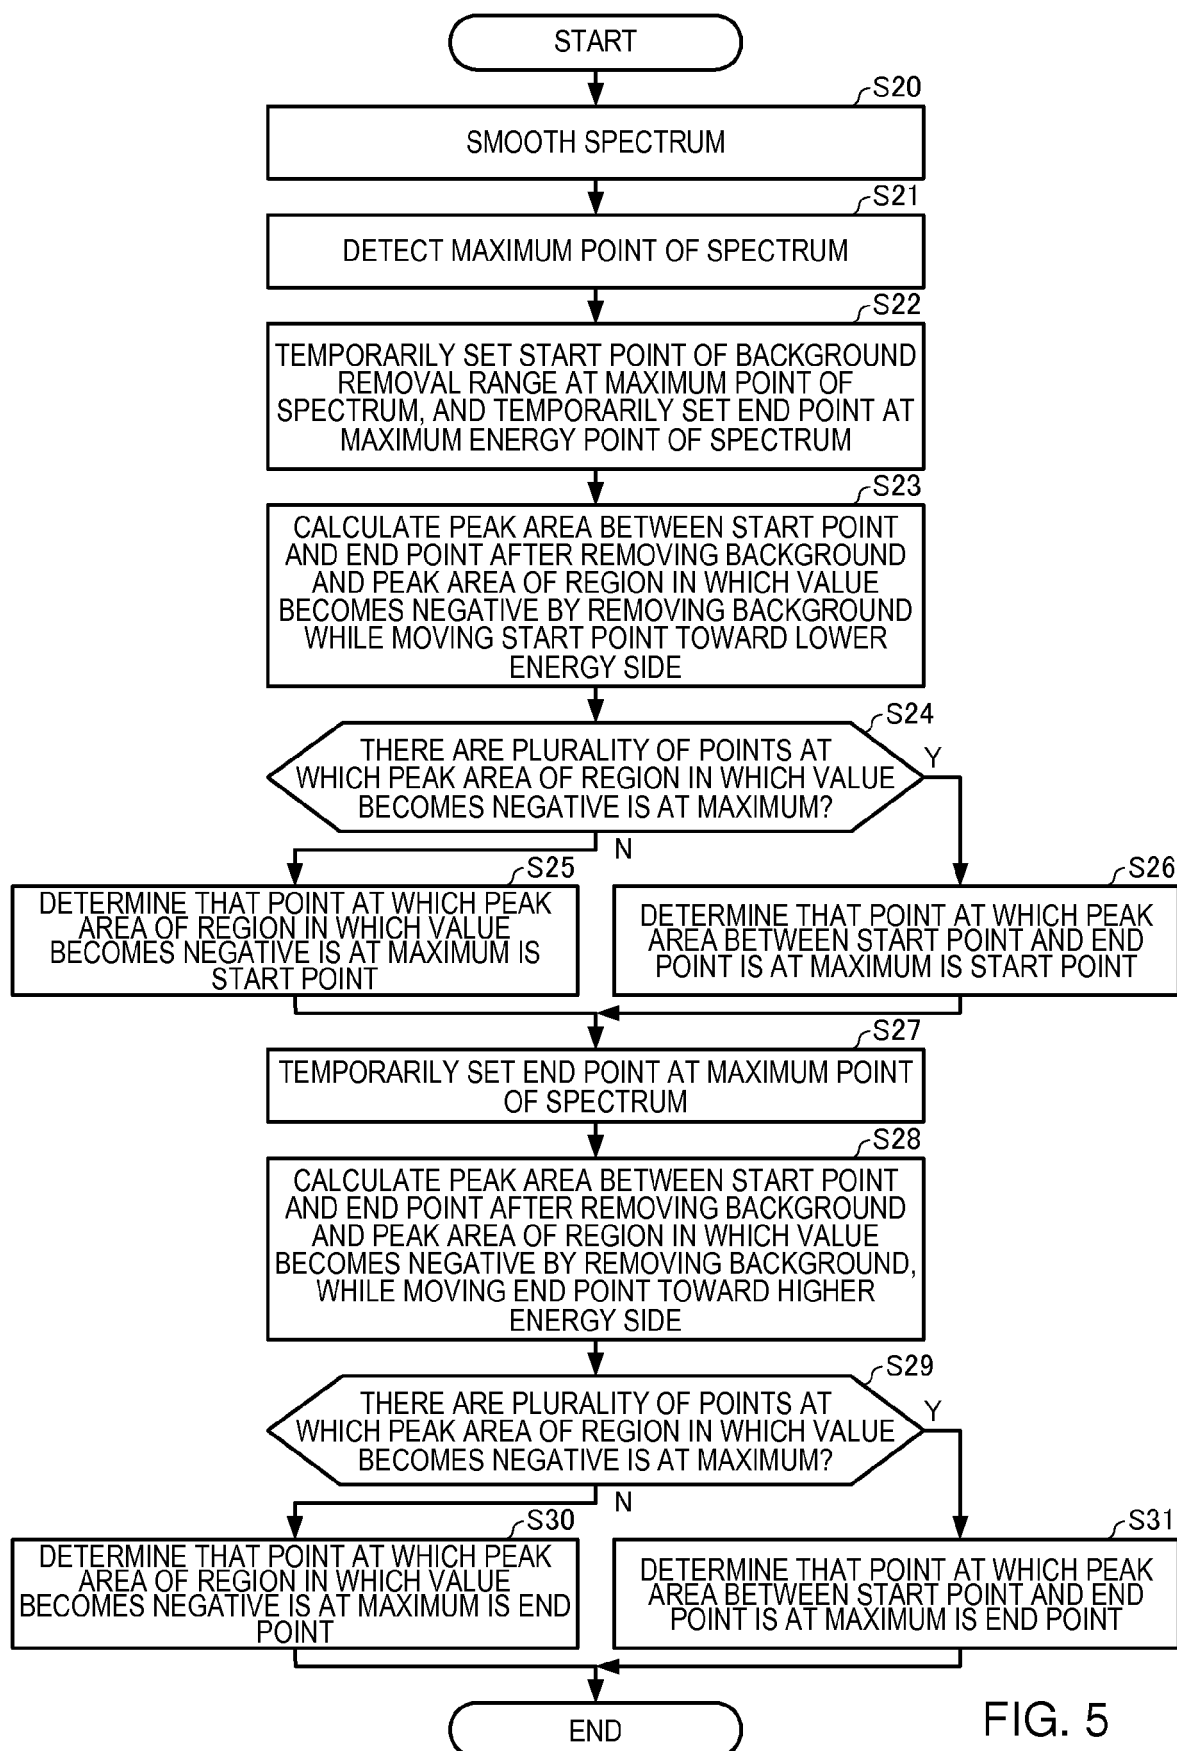 START
S20
SMOOTH SPECTRUM
S21
DETECT MAXIMUM POINT OF SPECTRUM
S22
TEMPORARILY SET START POINT OF BACKGROUND
REMOVAL RANGE AT MAXIMUM POINT OF
SPECTRUM, AND TEMPORARILY SET END POINT AT
MAXIMUM ENERGY POINT OF SPECTRUM
S23
CALCULATE PEAK AREA BETWEEN START POINT
AND END POINT AFTER REMOVING BACKGROUND
AND PEAK AREA OF REGION IN WHICH VALUE
BECOMES NEGATIVE BY REMOVING BACKGROUND
WHILE MOVING START POINT TOWARD LOWER
ENERGY SIDE
S24
THERE ARE PLURALITY OF POINTS AT
WHICH PEAK AREA OF REGION IN WHICH VALUE
BECOMES NEGATIVE IS AT MAXIMUM?
Y
N
S25
DETERMINE THAT POINT AT WHICH PEAK
AREA OF REGION IN WHICH VALUE
BECOMES NEGATIVE IS AT MAXIMUM IS
START POINT
S26
DETERMINE THAT POINT AT WHICH PEAK
AREA BETWEEN START POINT AND END
POINT IS AT MAXIMUM IS START POINT
S27
TEMPORARILY SET END POINT AT MAXIMUM POINT
OF SPECTRUM
S28
CALCULATE PEAK AREA BETWEEN START POINT
AND END POINT AFTER REMOVING BACKGROUND
AND PEAK AREA OF REGION IN WHICH VALUE
BECOMES NEGATIVE BY REMOVING BACKGROUND,
WHILE MOVING END POINT TOWARD HIGHER
ENERGY SIDE
S29
THERE ARE PLURALITY OF POINTS AT
WHICH PEAK AREA OF REGION IN WHICH VALUE
BECOMES NEGATIVE IS AT MAXIMUM?
Y
N
S30
DETERMINE THAT POINT AT WHICH PEAK
AREA OF REGION IN WHICH VALUE
BECOMES NEGATIVE IS AT MAXIMUM IS END
POINT
S31
DETERMINE THAT POINT AT WHICH PEAK
AREA BETWEEN START POINT AND END
POINT IS AT MAXIMUM IS END POINT
END
FIG. 5